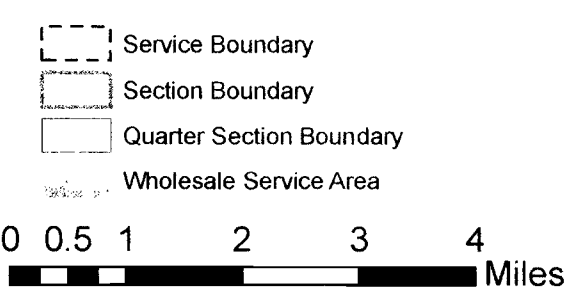 Service Boundary
Section Boundary
Quarter Section Boundary
Wholesale Service Area
0 0.5 1 2 3 4
Miles